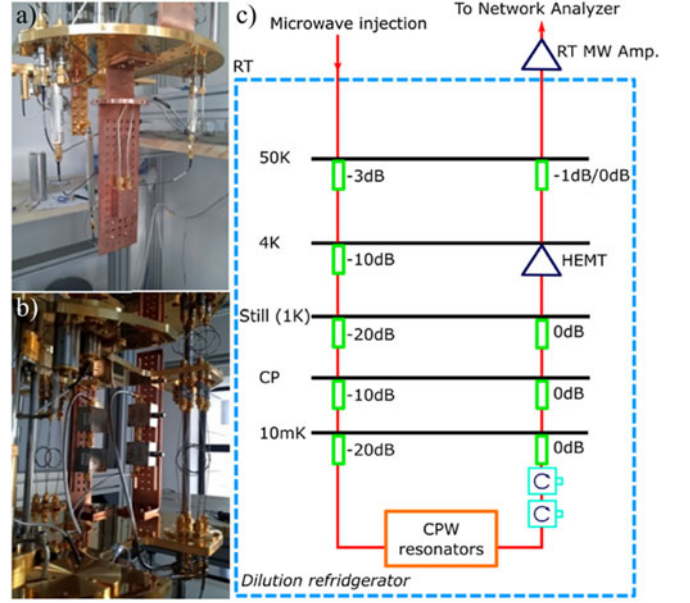 a)
b)
c)
Microwave injection
To Network Analyzer
RT MW Amp.
RT
50K
-3dB
-1dB/0dB
4K
-10dB
HEMT
Still (1K)
-20dB
0dB
CP
-10dB
0dB
10mK
-20dB
0dB
CPW
resonators
Dilution refridgerator